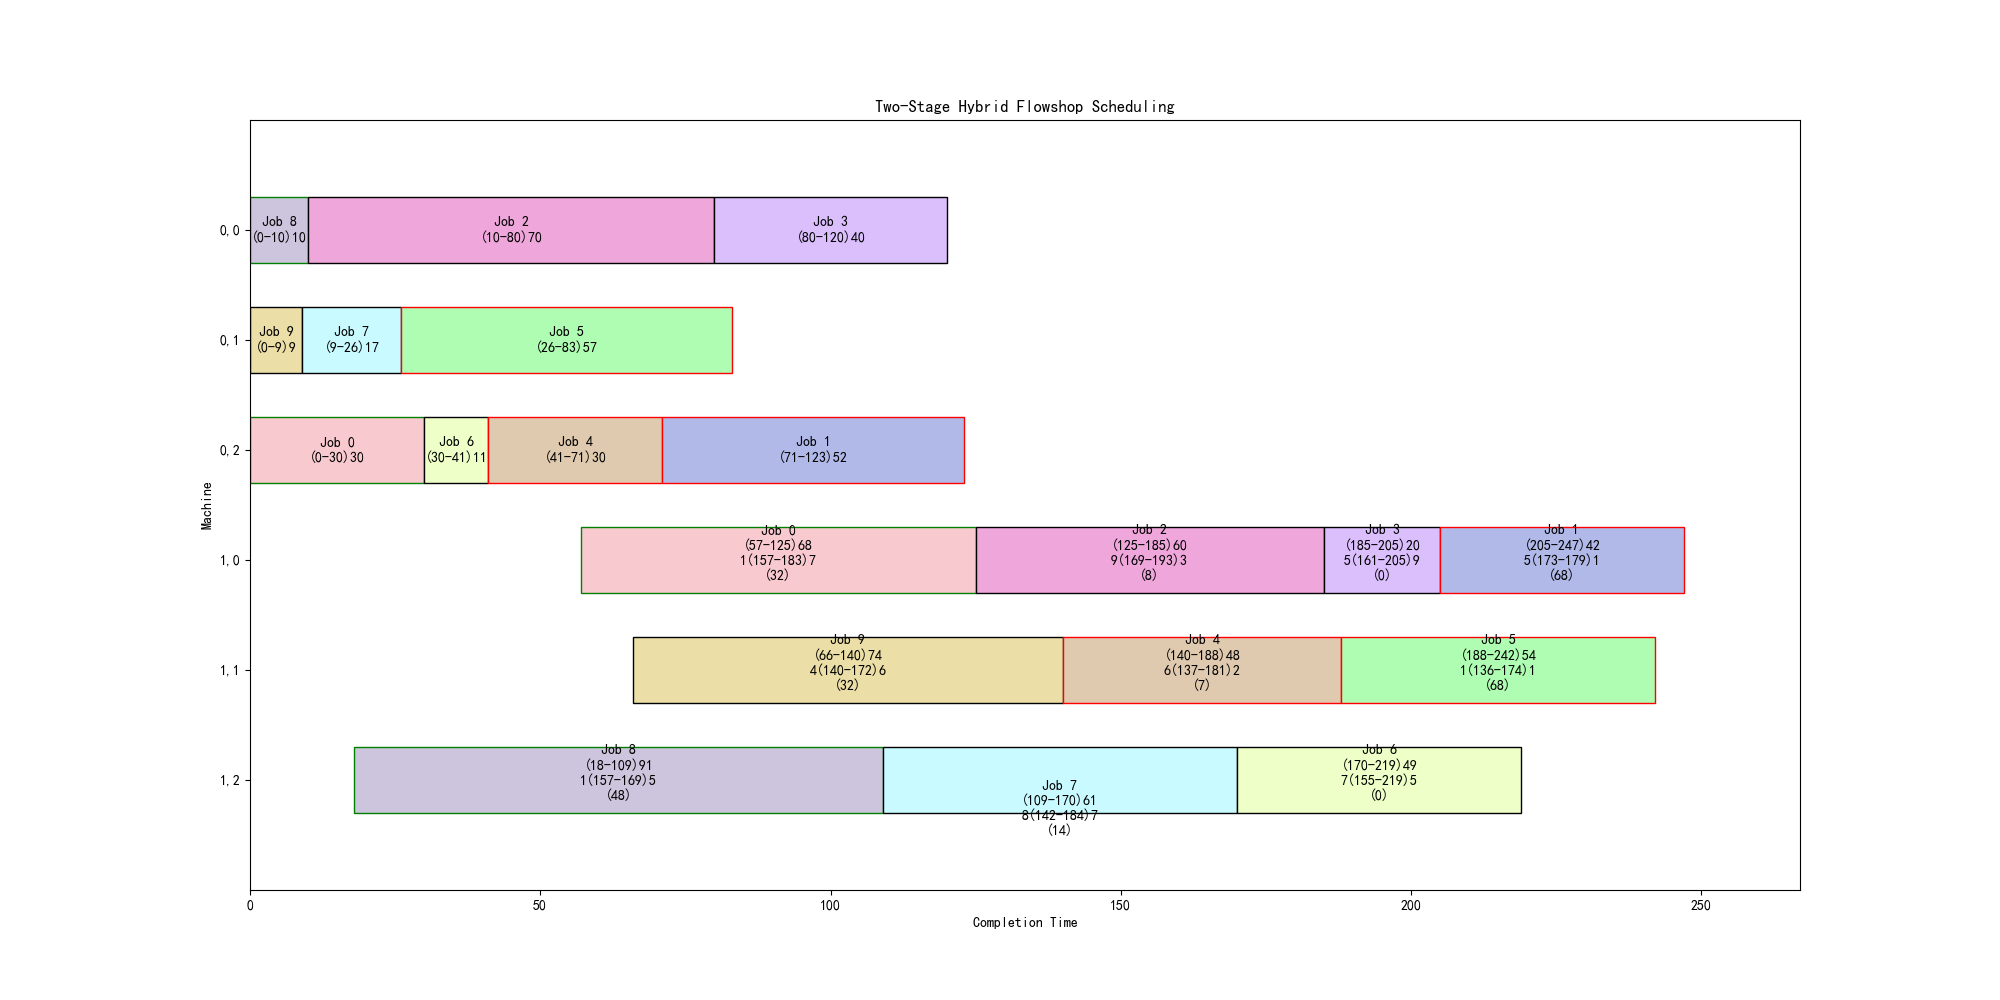 Two-Stage Hybrid Flowshop Scheduling
0,0
Job 8
(0-10)10
Job 2
(10-80)70
Job 3
(80-120)40
0,1
Job 9
(0-9)9
Job 7
(9-26)17
Job 5
(26-83)57
0,2
Job 0
(0-30)30
Job 6
(30-41)11
Job 4
(41-71)30
Job 1
(71-123)52
Machine
1,0
Job 0
(57-125)68
1(157-183)7
(32)
Job 2
(125-185)60
9(169-193)3
(8)
Job 3
(185-205)20
5(161-205)9
(0)
Job 1
(205-247)42
5(173-179)1
(68)
1,1
Job 9
(66-140)74
4(140-172)6
(32)
Job 4
(140-188)48
6(137-181)2
(7)
Job 5
(188-242)54
1(136-174)1
(68)
1,2
Job 8
(18-109)91
1(157-169)5
(48)
Job 7
(109-170)61
8(142-184)7
(14)
Job 6
(170-219)49
7(155-219)5
(0)
0
50
100
150
200
250
Completion Time